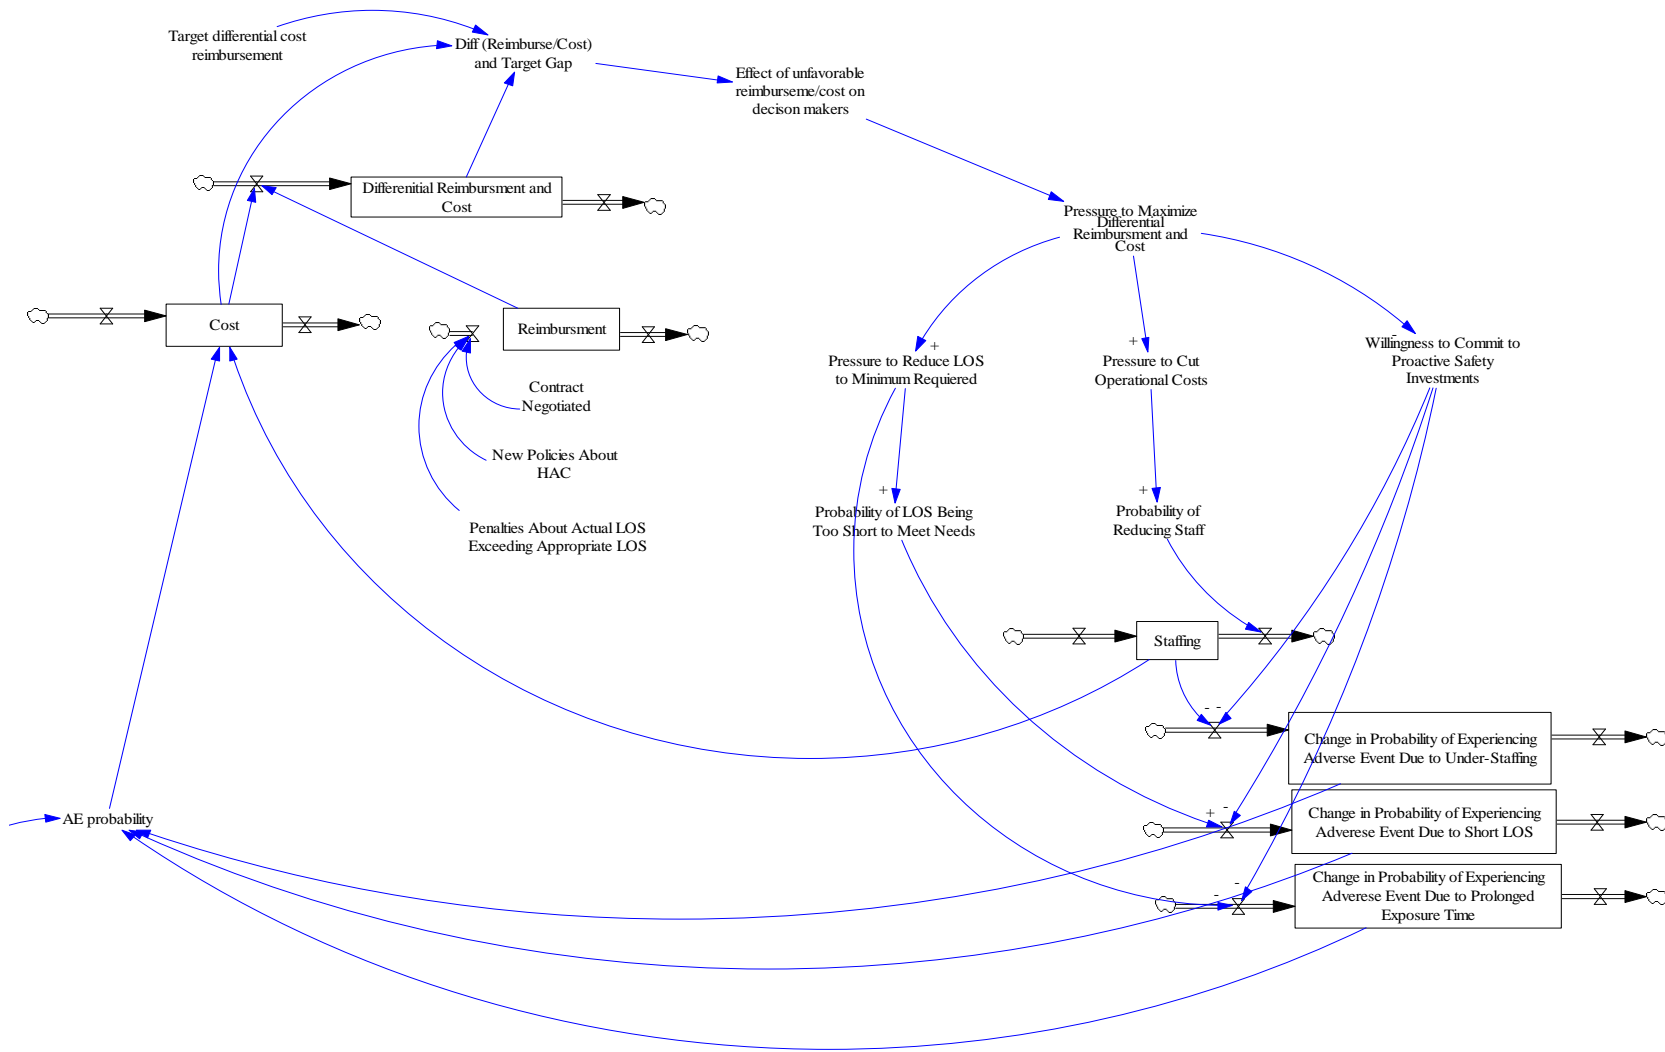 Target differential cost
reimbursement
Diff (Reimburse/Cost)
and Target Gap
Effect of unfavorable
reimburseme/cost on
decison makers
Differenitial Reimbursment and
Cost
Pressure to Maximize
Differential
Reimbursment and
Cost
Cost
Reimbursment
Contract
Negotiated
New Policies About
HAC
Penalties About Actual LOS
Exceeding Appropriate LOS
+
Pressure to Reduce LOS
to Minimum Requiered
+
Pressure to Cut
Operational Costs
-
Willingness to Commit to
Proactive Safety
Investments
+
Probability of LOS Being
Too Short to Meet Needs
+
Probability of
Reducing Staff
Staffing
- -
Change in Probability of Experiencing
Adverse Event Due to Under-Staffing
+ -
Change in Probability of Experiencing
Adverese Event Due to Short LOS
- -
Change in Probability of Experiencing
Adverese Event Due to Prolonged
Exposure Time
AE probability